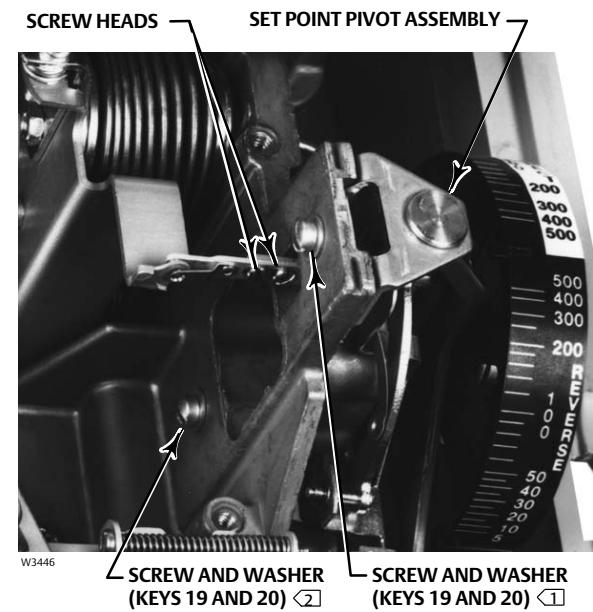 SCREW HEADS
SET POINT PIVOT ASSEMBLY
200
300
400
500
500
400
300
200
REVERSE
100
50
40
30
20
10
5
W3446
SCREW AND WASHER
(KEYS 19 AND 20) 2
SCREW AND WASHER
(KEYS 19 AND 20) 1